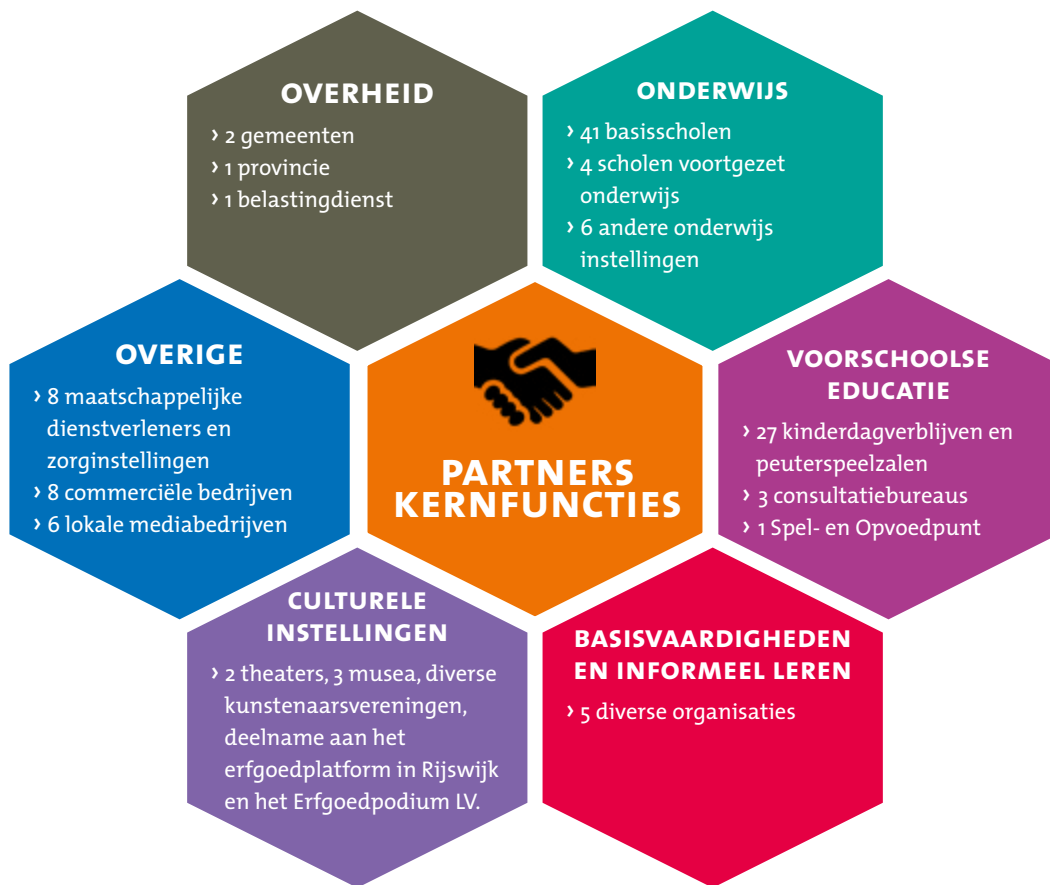 OVERHEID
› 2 gemeenten
› 1 provincie
› 1 belastingdienst
ONDERWIJS
› 41 basisscholen
› 4 scholen voortgezet
onderwijs
› 6 andere onderwijs
instellingen
OVERIGE
› 8 maatschappelijke
dienstverleners en
zorginstellingen
› 8 commerciële bedrijven
› 6 lokale mediabedrijven
PARTNERS
KERNFUNCTIES
VOORSCHOOLSE
EDUCATIE
› 27 kinderdagverblijven en
peuterspeelzalen
› 3 consultatiebureaus
› 1 Spel- en Opvoedpunt
CULTURELE
INSTELLINGEN
› 2 theaters, 3 musea, diverse
kunstenaarsvereningen,
deelname aan het
erfgoedplatform in Rijswijk
en het Erfgoedpodium LV.
BASISVAARDIGHEDEN
EN INFORMEEL LEREN
› 5 diverse organisaties